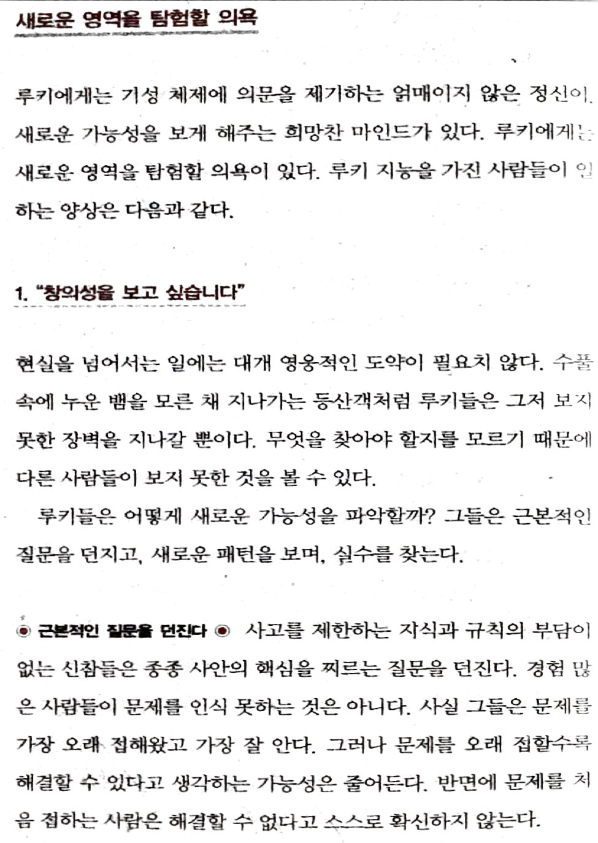 새로운 영역을 탐험할 의욕
루키에게는 기성 체제에 의문을 제기하는 얽매이지 않은 정신이,
새로운 가능성을 보게 해주는 희망찬 마인드가 있다. 루키에게는
새로운 영역을 탐험할 의욕이 있다. 루키 지능을 가진 사람들이 일
하는 양상은 다음과 같다.
1. “창의성을 보고 싶습니다”
현실을 넘어서는 일에는 대개 영웅적인 도약이 필요치 않다. 수풀
속에 누운 뱀을 모른 채 지나가는 등산객처럼 루키들은 그저 보지
못한 장벽을 지나갈 뿐이다. 무엇을 찾아야 할지를 모르기 때문에
다른 사람들이 보지 못한 것을 볼 수 있다.
루키들은 어떻게 새로운 가능성을 파악할까? 그들은 근본적인
질문을 던지고, 새로운 패턴을 보며, 실수를 찾는다.
◉ 근본적인 질문을 던진다 ◉ 사고를 제한하는 지식과 규칙의 부담이
없는 신참들은 종종 사안의 핵심을 찌르는 질문을 던진다. 경험 많
은 사람들이 문제를 인식 못하는 것은 아니다. 사실 그들은 문제를
가장 오래 접해왔고 가장 잘 안다. 그러나 문제를 오래 접할수록
해결할 수 있다고 생각하는 가능성은 줄어든다. 반면에 문제를 처
음 접하는 사람은 해결할 수 없다고 스스로 확신하지 않는다.